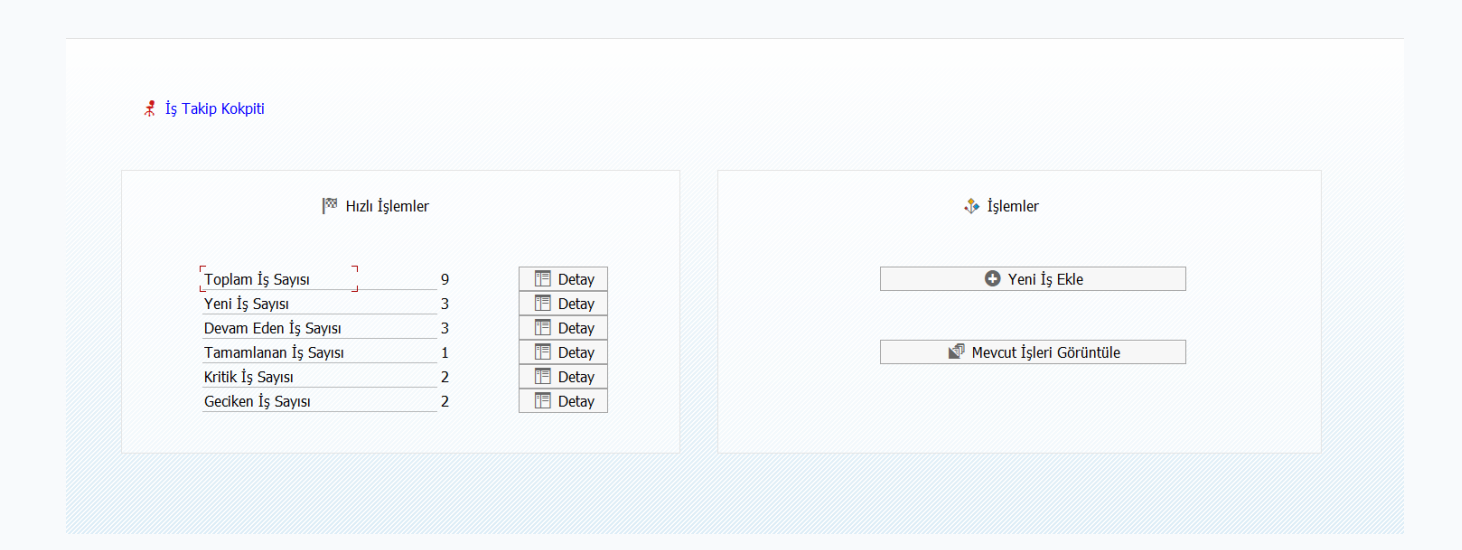 İş Takip Kokpiti
Hızlı İşlemler
Toplam İş Sayısı 9 Detay
Yeni İş Sayısı 3 Detay
Devam Eden İş Sayısı 3 Detay
Tamamlanan İş Sayısı 1 Detay
Kritik İş Sayısı 2 Detay
Geciken İş Sayısı 2 Detay
İşlemler
Yeni İş Ekle
Mevcut İşleri Görüntüle